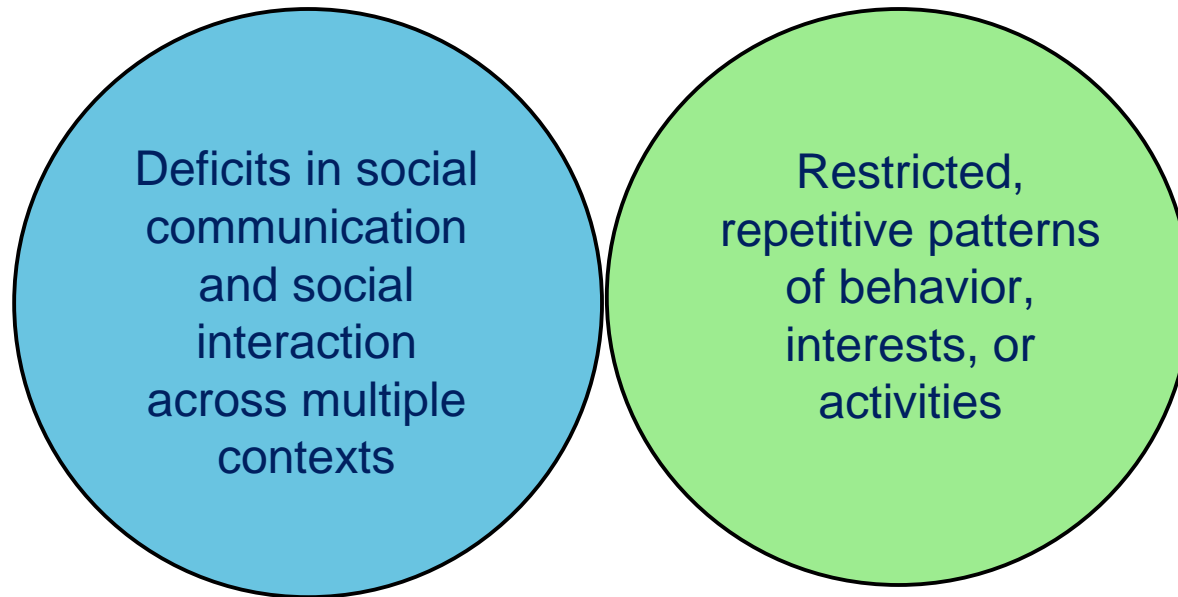 Deficits in social
communication
and social
interaction
across multiple
contexts
Restricted,
repetitive patterns
of behavior,
interests, or
activities